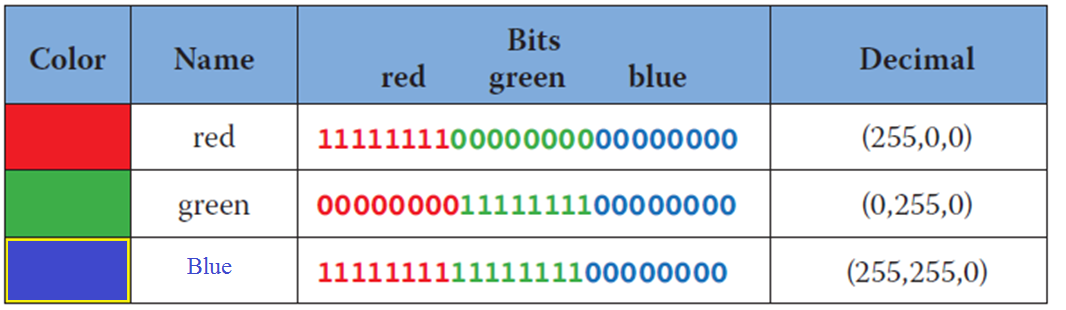 Color Name Bits Decimal
red green blue
red 111111110000000000000000 (255,0,0)
green 000000001111111100000000 (0,255,0)
Blue 111111111111111100000000 (255,255,0)